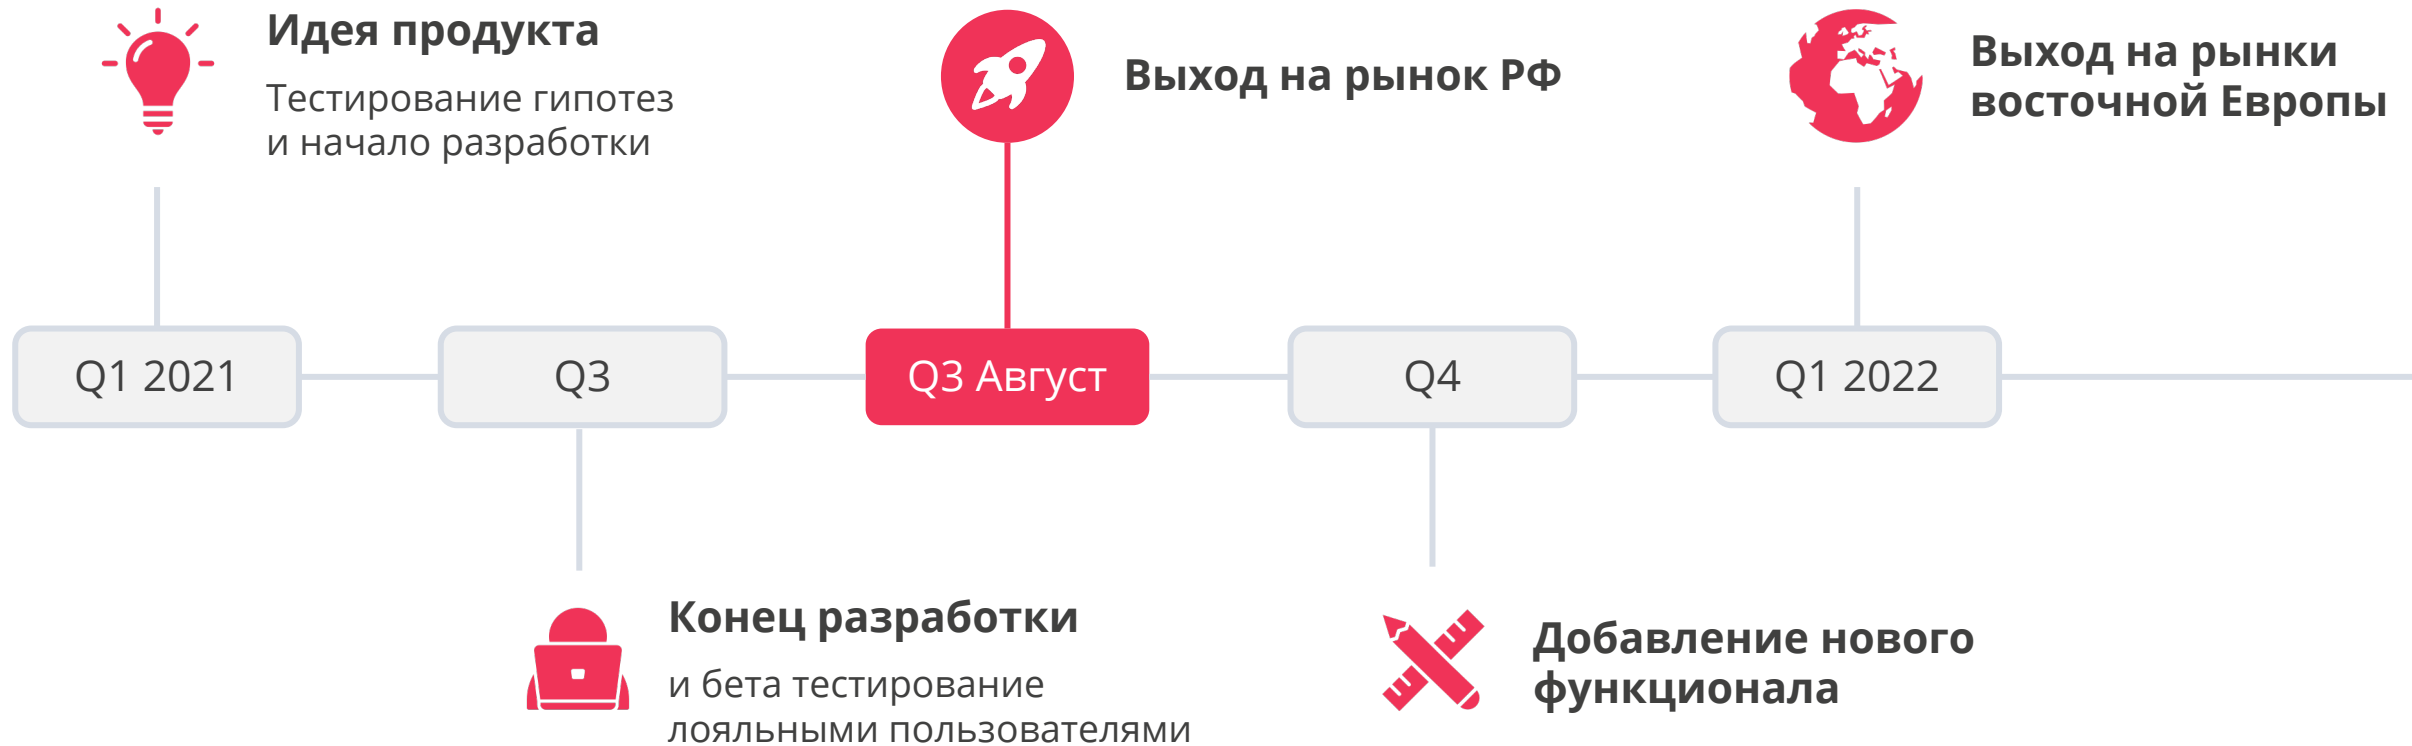 Идея продукта
Тестирование гипотез
и начало разработки
Выход на рынок РФ
Выход на рынки
восточной Европы
Q1 2021
Q3
Q3 Август
Q4
Q1 2022
Конец разработки
и бета тестирование
лояльными пользователями
Добавление нового
функционала